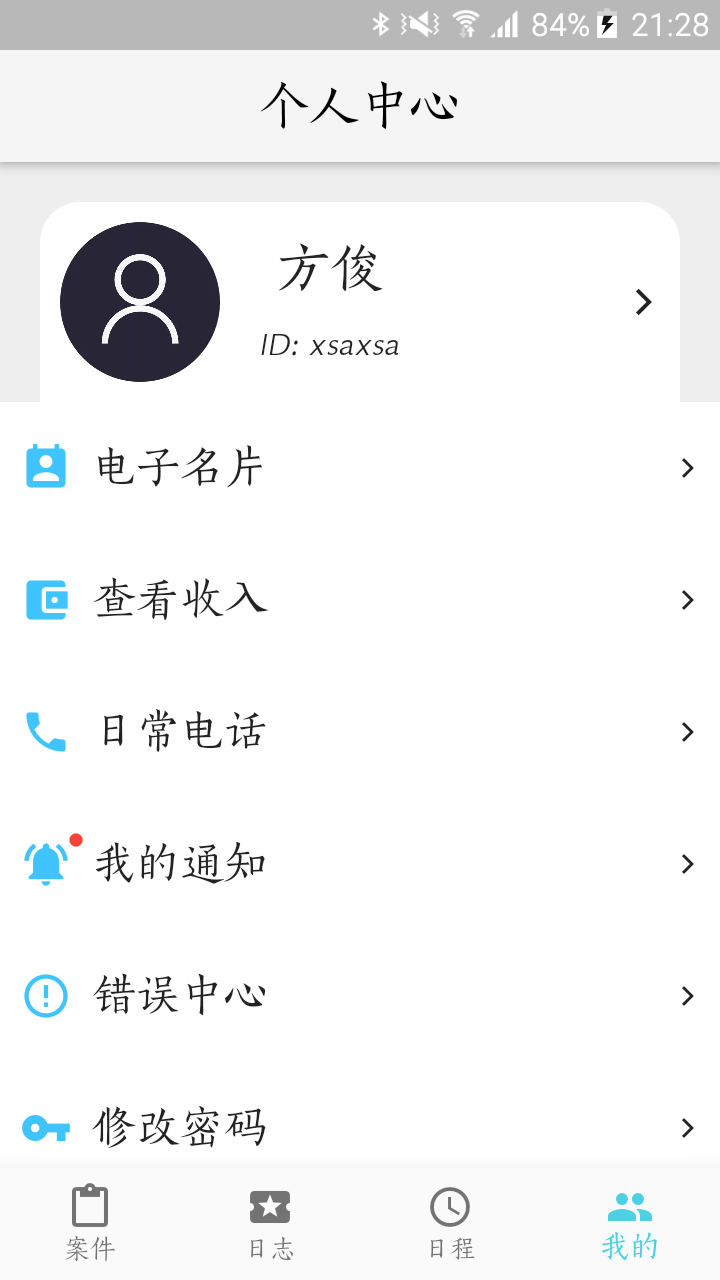 84% 21:28
个人中心
方俊
ID: xsaxsa
电子名片
查看收入
日常电话
我的通知
错误中心
修改密码
案件 日志 日程 我的